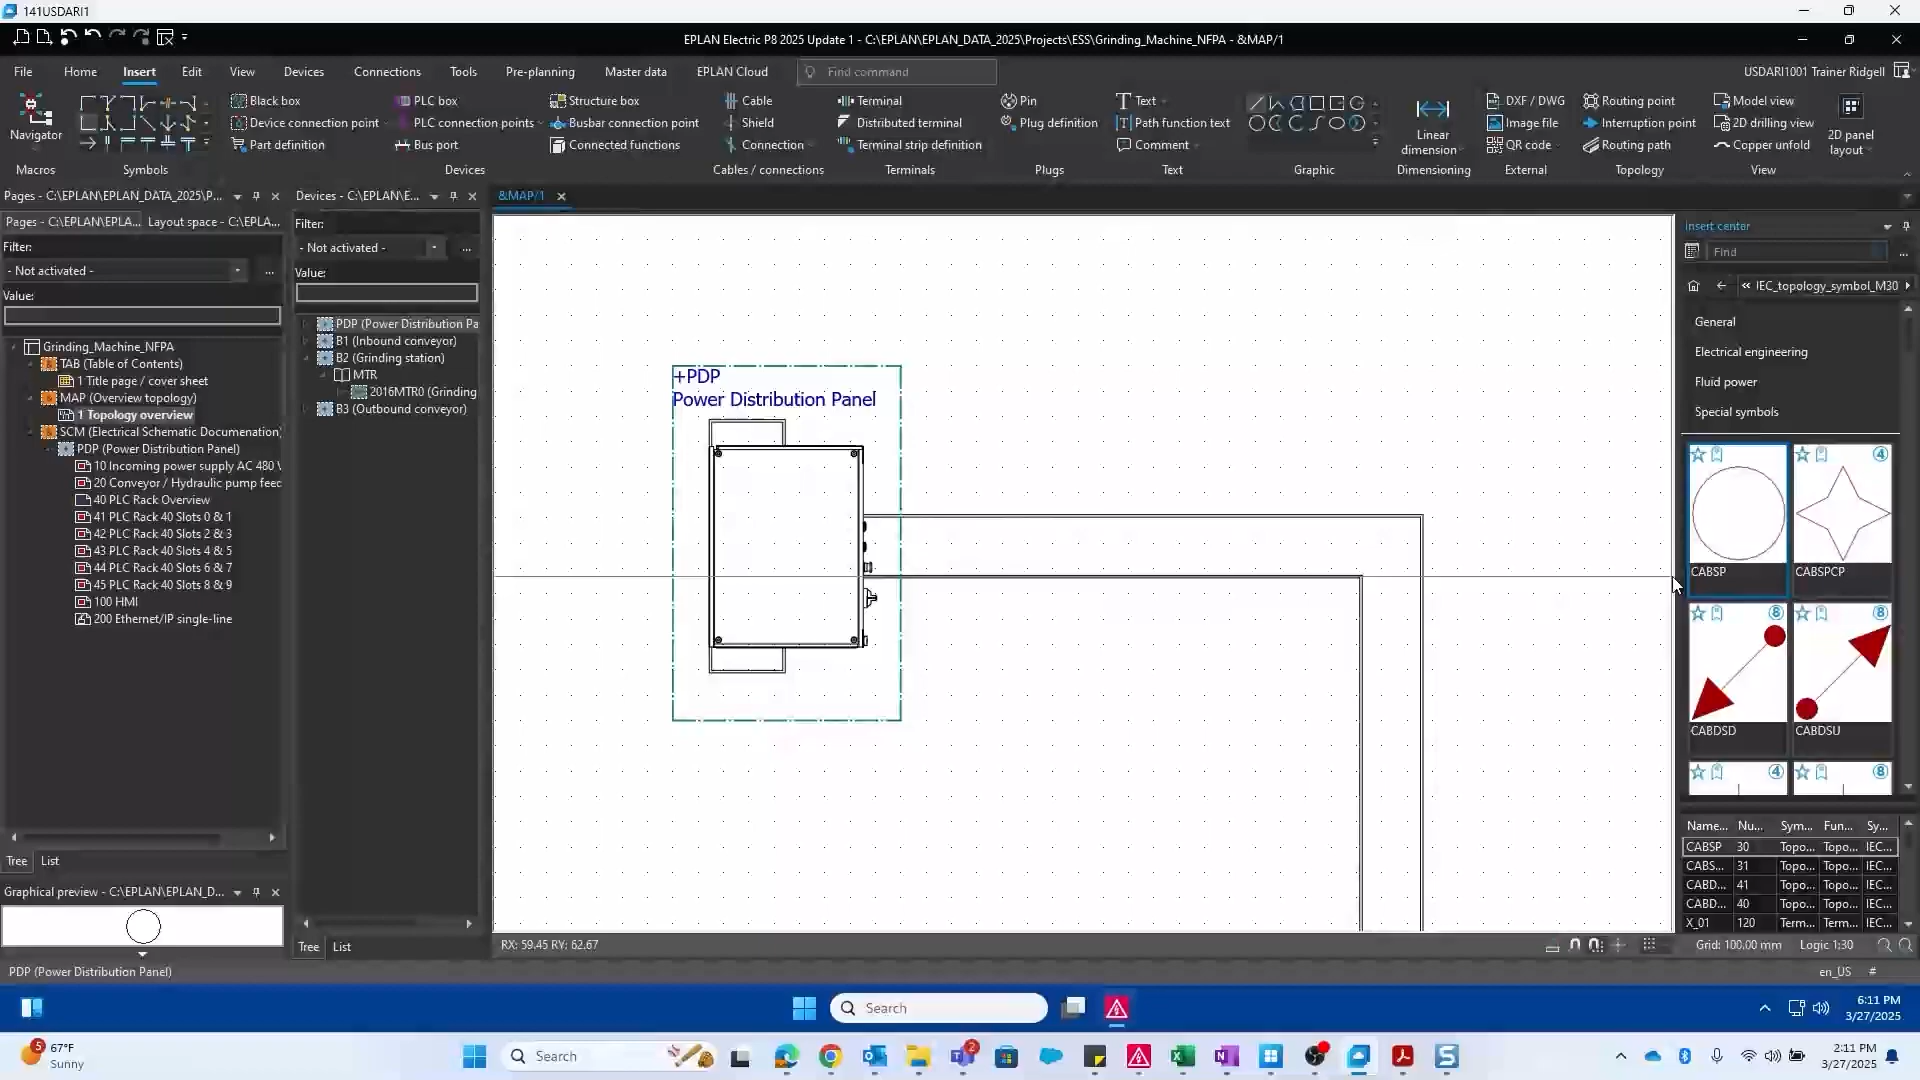 141USDARI1
EPLAN Electric P8 2025 Update 1 - C:\EPLAN\EPLAN_DATA_2025\Projects\ESS\Grinding_Machine_NFPA - &MAP/1
File Home Insert Edit View Devices Connections Tools Pre-planning Master data EPLAN Cloud Find command USDARI1001 Trainer Ridgell
Black box PLC box Structure box Cable Terminal Pin Text DXF / DWG Routing point Model view
Device connection point PLC connection points Busbar connection point Shield Distributed terminal Plug definition Path function text Image file Interruption point 2D drilling view
Navigator Part definition Bus port Connected functions Connection Terminal strip definition Comment Linear dimension QR code Routing path Copper unfold 2D panel layout
Macros Symbols Devices Cables / connections Terminals Plugs Text Graphic Dimensioning External Topology View
Pages - C:\EPLAN\EPLAN_DATA_2025\P... Devices - C:\EPLAN\E... &MAP/1
Pages - C:\EPLAN\EPLA... Layout space - C:\EPLA...
Filter:
- Not activated -
...
Value:
Grinding_Machine_NFPA
TAB (Table of Contents)
1 Title page / cover sheet
MAP (Overview topology)
1 Topology overview
SCM (Electrical Schematic Documenation)
PDP (Power Distribution Panel)
10 Incoming power supply AC 480 V
20 Conveyor / Hydraulic pump feed
40 PLC Rack Overview
41 PLC Rack 40 Slots 0 & 1
42 PLC Rack 40 Slots 2 & 3
43 PLC Rack 40 Slots 4 & 5
44 PLC Rack 40 Slots 6 & 7
45 PLC Rack 40 Slots 8 & 9
100 HMI
200 Ethernet/IP single-line
Tree List
Graphical preview - C:\EPLAN\EPLAN_D...
Filter:
- Not activated -
...
Value:
PDP (Power Distribution Pa
B1 (Inbound conveyor)
B2 (Grinding station)
MTR
2016MTR0 (Grinding
B3 (Outbound conveyor)
Tree List
+PDP
Power Distribution Panel
Insert center
Find
...
« IEC_topology_symbol_M30
General
Electrical engineering
Fluid power
Special symbols
4
CABSP CABSPCP
8 8
CABDSD CABDSU
4 8
Name... Nu... Sym... Fun... Sy...
CABSP 30 Topo... Topo... IEC...
CABS... 31 Topo... Topo... IEC...
CABD... 41 Topo... Topo... IEC...
CABD... 40 Topo... Topo... IEC...
X_01 120 Term... Term... IEC...
RX: 59.45 RY: 62.67 Grid: 100.00 mm Logic 1:30
PDP (Power Distribution Panel) en_US #
Search 6:11 PM
3/27/2025
5 67°F
Sunny
Search 2 2:11 PM
3/27/2025